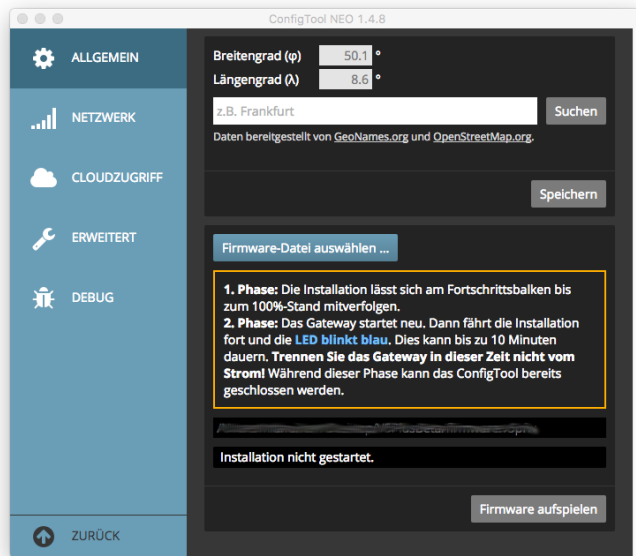 ConfigTool NEO 1.4.8
ALLGEMEIN
NETZWERK
CLOUDZUGRIFF
ERWEITERT
DEBUG
ZURÜCK
Breitengrad (φ) 50.1 °
Längengrad (λ) 8.6 °
z.B. Frankfurt Suchen
Daten bereitgestellt von GeoNames.org und OpenStreetMap.org.
Speichern
Firmware-Datei auswählen ...
1. Phase: Die Installation lässt sich am Fortschrittsbalken bis
zum 100%-Stand mitverfolgen.
2. Phase: Das Gateway startet neu. Dann fährt die Installation
fort und die LED blinkt blau. Dies kann bis zu 10 Minuten
dauern. Trennen Sie das Gateway in dieser Zeit nicht vom
Strom! Während dieser Phase kann das ConfigTool bereits
geschlossen werden.
Installation nicht gestartet.
Firmware aufspielen